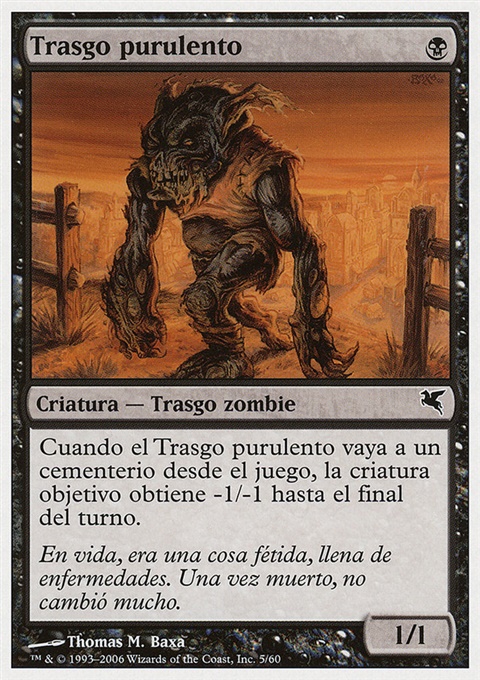 Trasgo purulento
Criatura — Trasgo zombie
Cuando el Trasgo purulento vaya a un
cementerio desde el juego, la criatura
objetivo obtiene -1/-1 hasta el final
del turno.
En vida, era una cosa fétida, llena de
enfermedades. Una vez muerto, no
cambió mucho.
Thomas M. Baxa
1/1
™ & © 1993–2006 Wizards of the Coast, Inc. 5/60